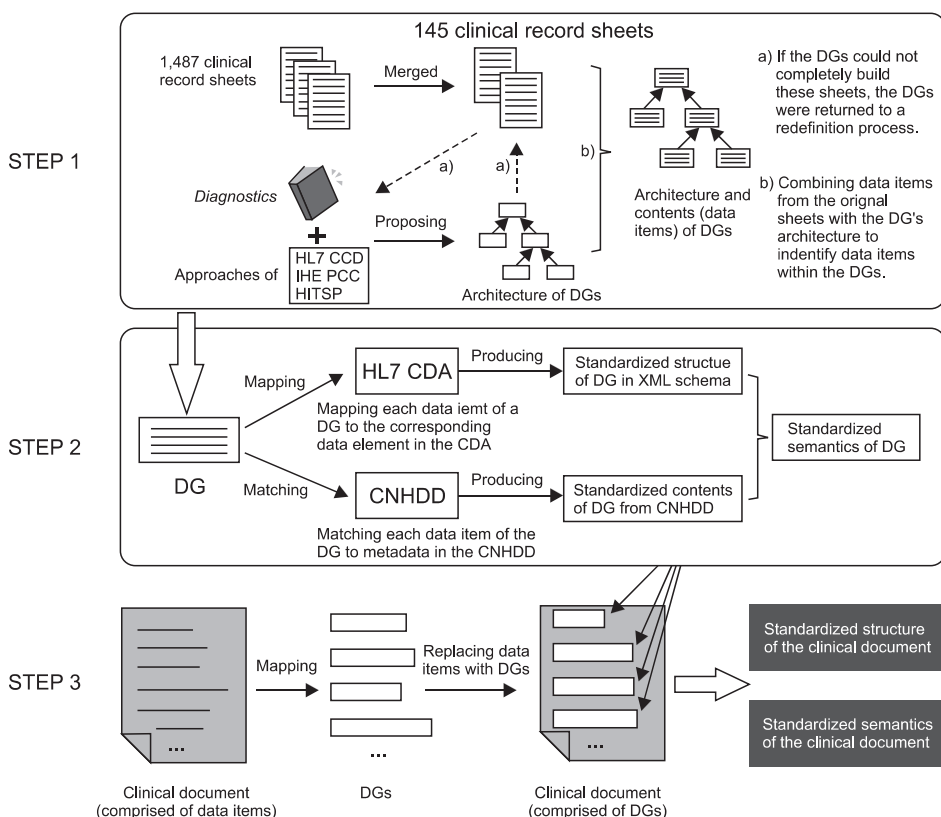 145 clinical record sheets
1,487 clinical
record sheets
Merged
a) If the DGs could not
completely build
these sheets, the DGs
were returned to a
redefinition process.
STEP 1
a)
a)
b)
Diagnostics
+
Proposing
Approaches of
HL7 CCD
IHE PCC
HITSP
Architecture of DGs
Architecture and
contents (data
items) of DGs
b) Combining data items
from the orignal
sheets with the DG's
architecture to
indentify data items
within the DGs.
STEP 2
Mapping
HL7 CDA
Producing
Standardized structue
of DG in XML schema
Mapping each data iemt of a
DG to the corresponding
data element in the CDA
DG
Standardized
semantics of DG
Matching
CNHDD
Producing
Standardized contents
of DG from CNHDD
Matching each data item of the
DG to metadata in the CNHDD
STEP 3
...
Mapping
...
Replacing data
items with DGs
...
Standardized structure
of the clinical document
Standardized semantics
of the clinical document
Clinical document
(comprised of data items)
DGs
Clinical document
(comprised of DGs)